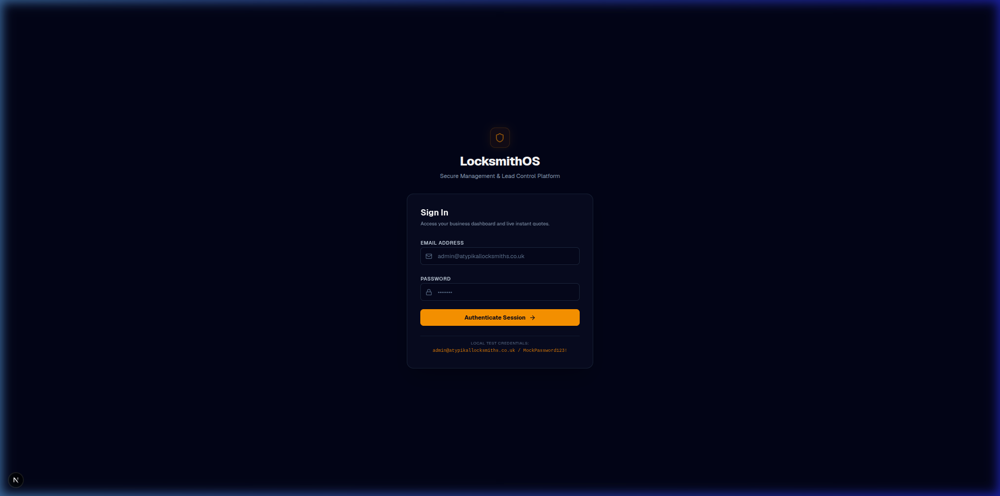 LocksmithOS
Secure Management & Lead Control Platform
Sign In
Access your business dashboard and live instant quotes.
EMAIL ADDRESS
admin@atypikallocksmiths.co.uk
PASSWORD
••••••••
Authenticate Session →
LOCAL TEST CREDENTIALS:
admin@atypikallocksmiths.co.uk / MockPassword123!
N